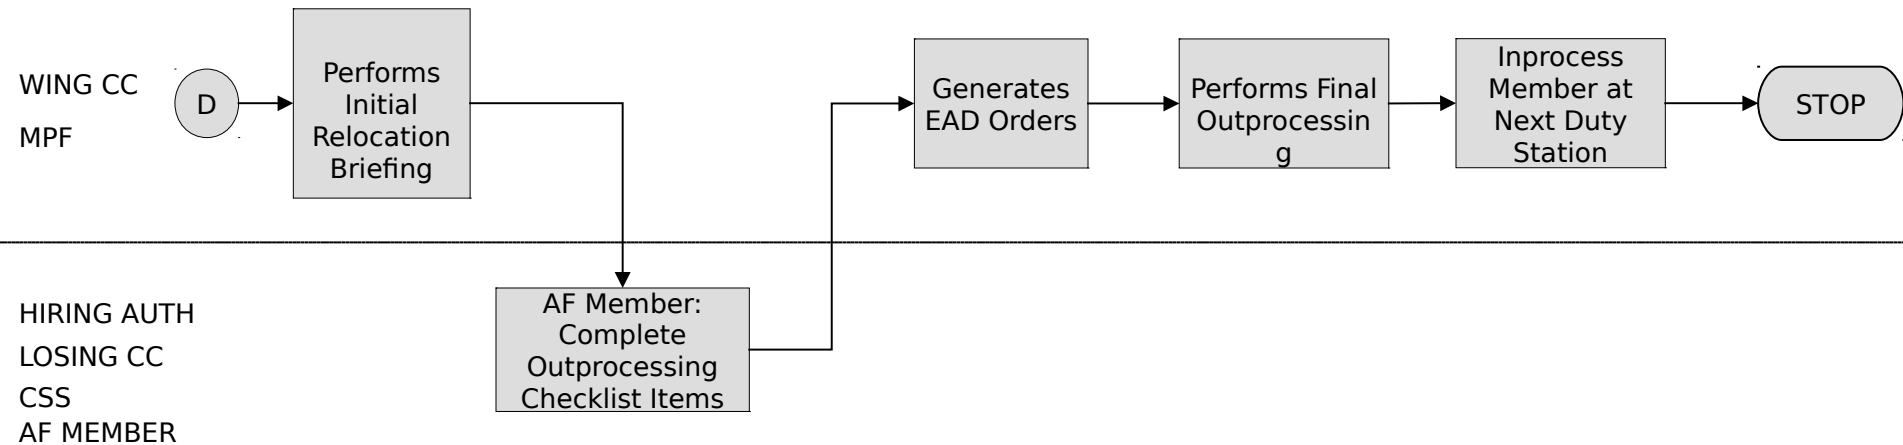 WING CC
MPF
D
Performs
Initial
Relocation
Briefing
Generates
EAD Orders
Performs Final
Outprocessin
g
Inprocess
Member at
Next Duty
Station
STOP
HIRING AUTH
LOSING CC
CSS
AF MEMBER
AF Member:
Complete
Outprocessing
Checklist Items